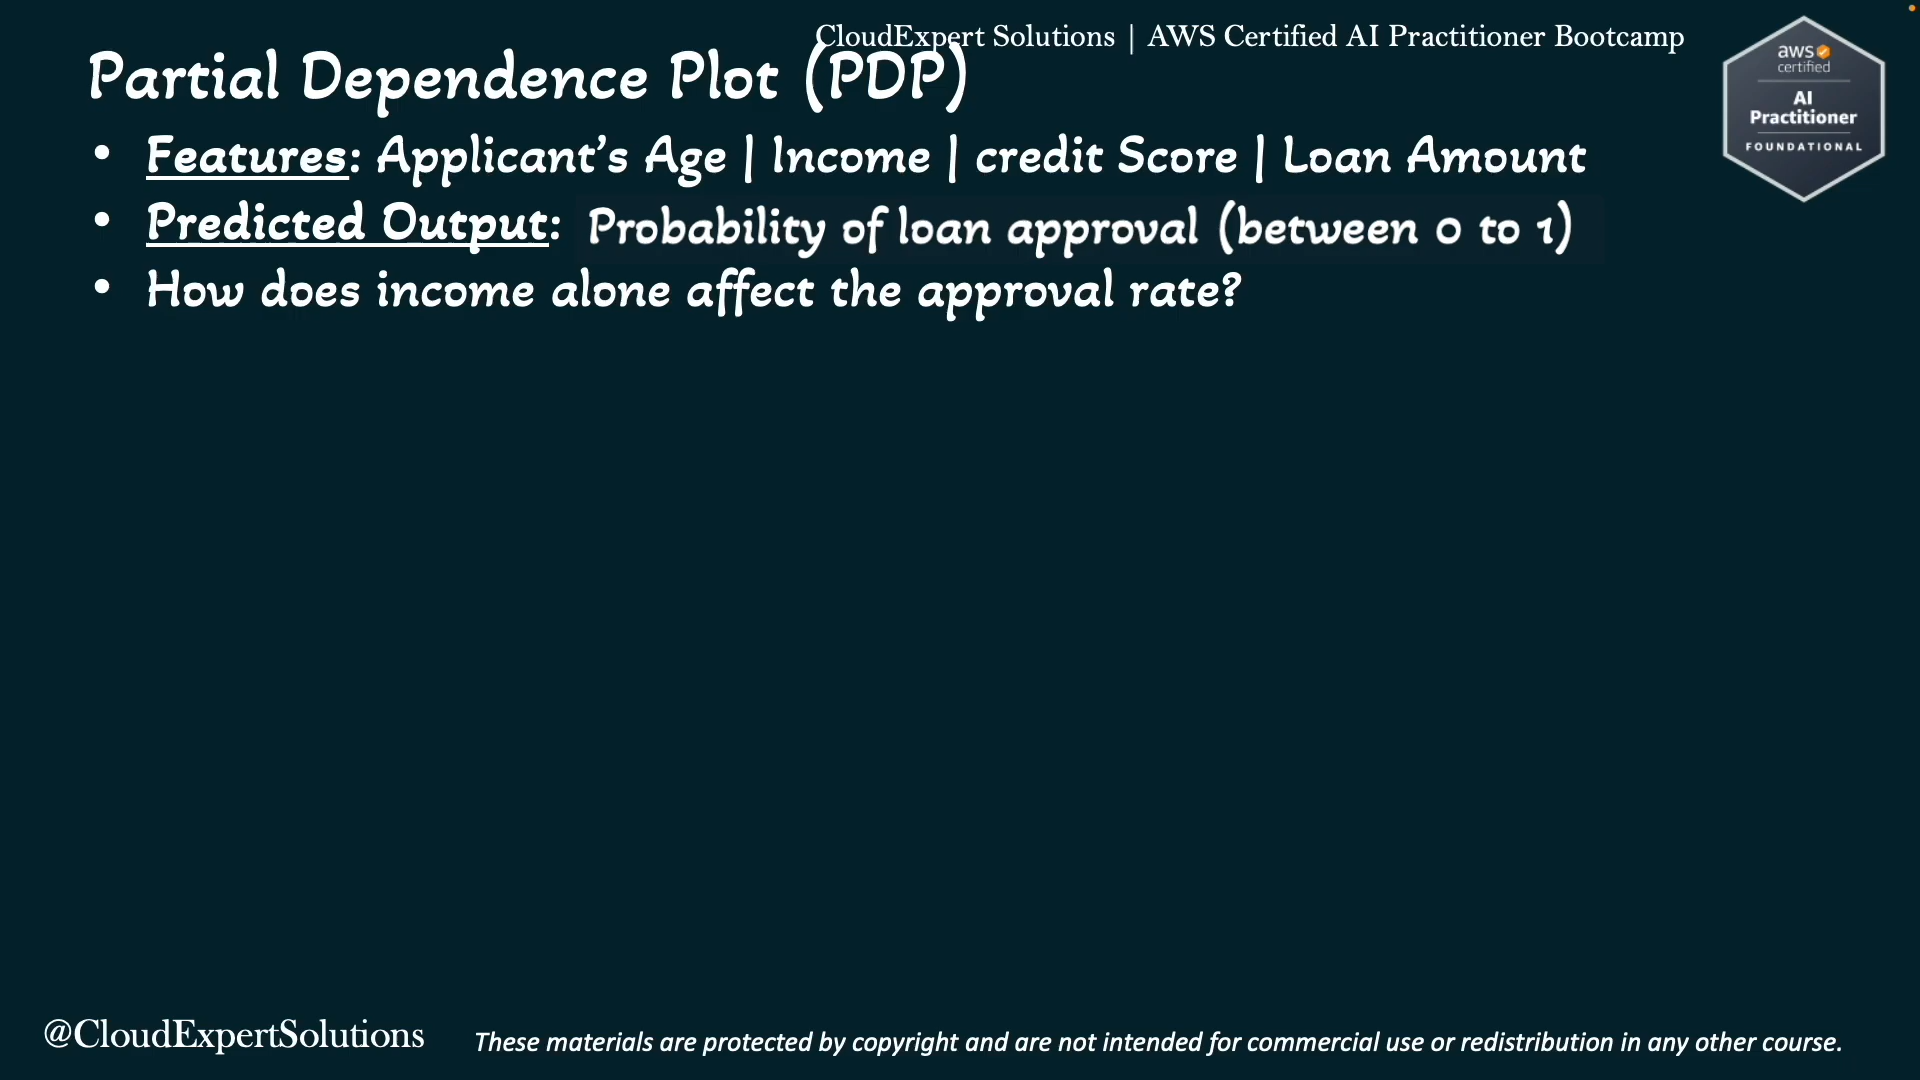 CloudExpert Solutions | AWS Certified AI Practitioner Bootcamp
Partial Dependence Plot (PDP)
aws
certified
AI
Practitioner
FOUNDATIONAL
• Features: Applicant’s Age | Income | credit Score | Loan Amount
• Predicted Output: Probability of loan approval (between 0 to 1)
• How does income alone affect the approval rate?
@CloudExpertSolutions
These materials are protected by copyright and are not intended for commercial use or redistribution in any other course.